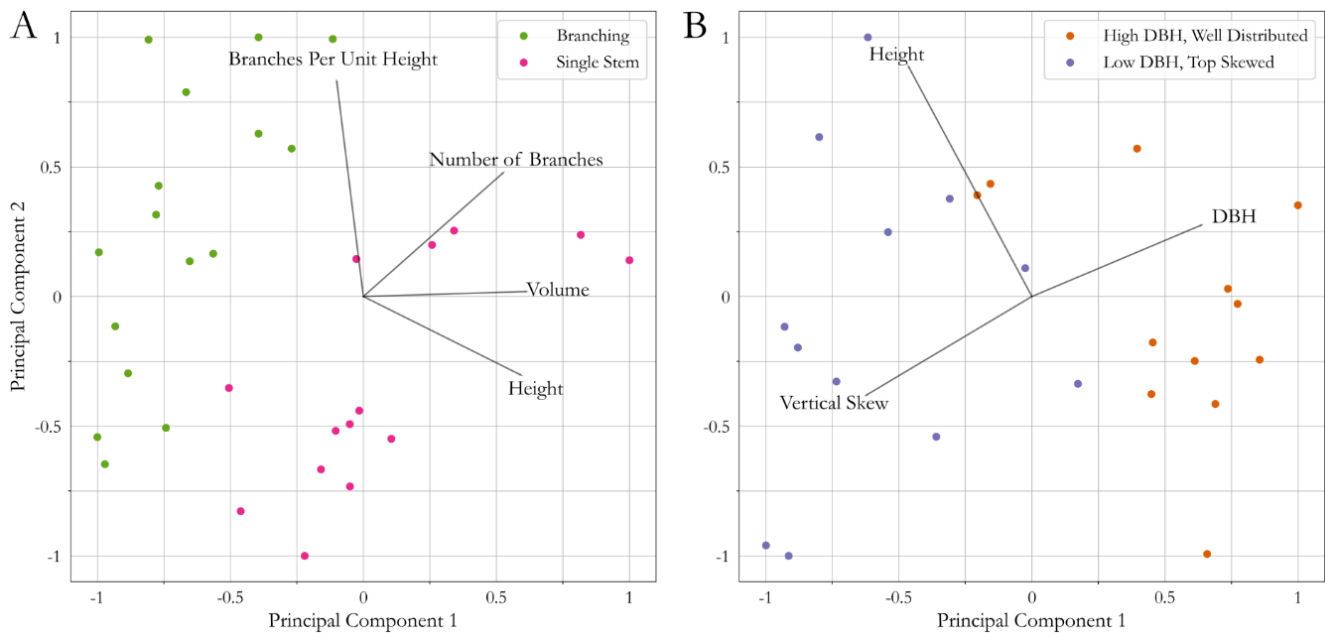 A
Branching
Single Stem
Branches Per Unit Height
Number of Branches
Volume
Height
1
0.5
0
-0.5
-1
Principal Component 2
-1
-0.5
0
0.5
1
Principal Component 1
B
High DBH, Well Distributed
Low DBH, Top Skewed
Height
DBH
Vertical Skew
1
0.5
0
-0.5
-1
-1
-0.5
0
0.5
1
Principal Component 1